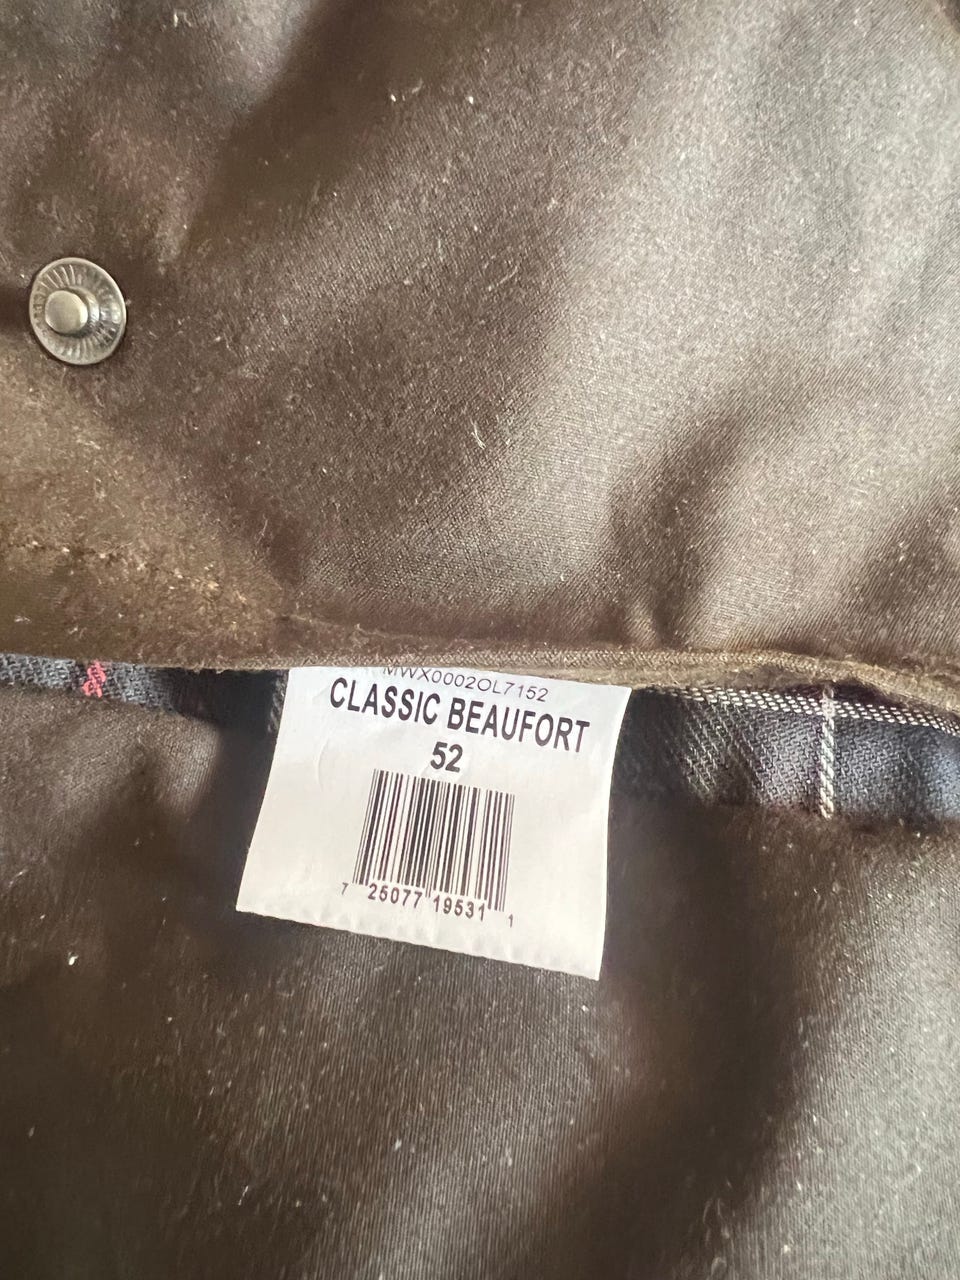 MWX0002OL7152
CLASSIC BEAUFORT
52
7 25077 19531 1